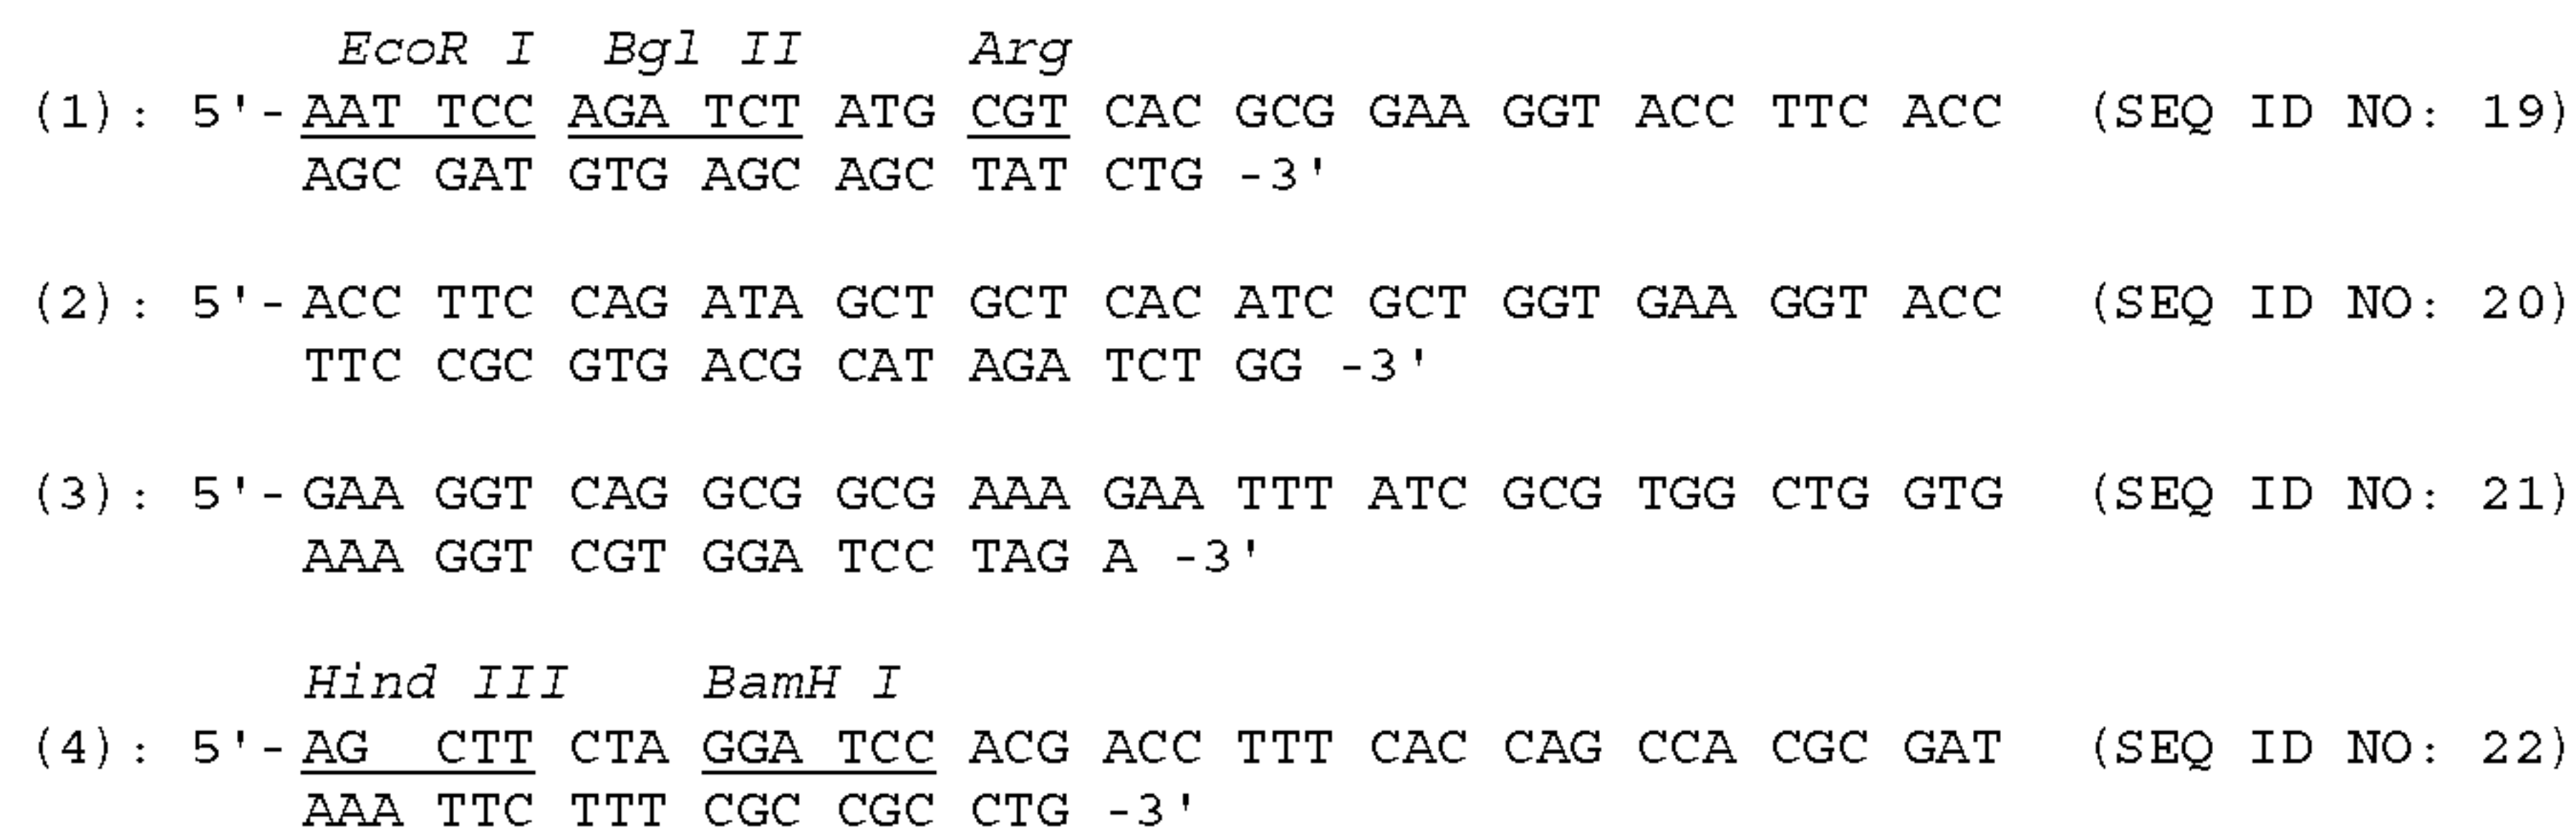 EcoR I Bgl II Arg
(1): 5'-AAT TCC AGA TCT ATG CGT CAC GCG GAA GGT ACC TTC ACC (SEQ ID NO: 19)
AGC GAT GTG AGC AGC TAT CTG -3'
(2): 5'-ACC TTC CAG ATA GCT GCT CAC ATC GCT GGT GAA GGT ACC (SEQ ID NO: 20)
TTC CGC GTG ACG CAT AGA TCT GG -3'
(3): 5'-GAA GGT CAG GCG GCG AAA GAA TTT ATC GCG TGG CTG GTG (SEQ ID NO: 21)
AAA GGT CGT GGA TCC TAG A -3'
Hind III BamH I
(4): 5'-AG CTT CTA GGA TCC ACG ACC TTT CAC CAG CCA CGC GAT (SEQ ID NO: 22)
AAA TTC TTT CGC CGC CTG -3'